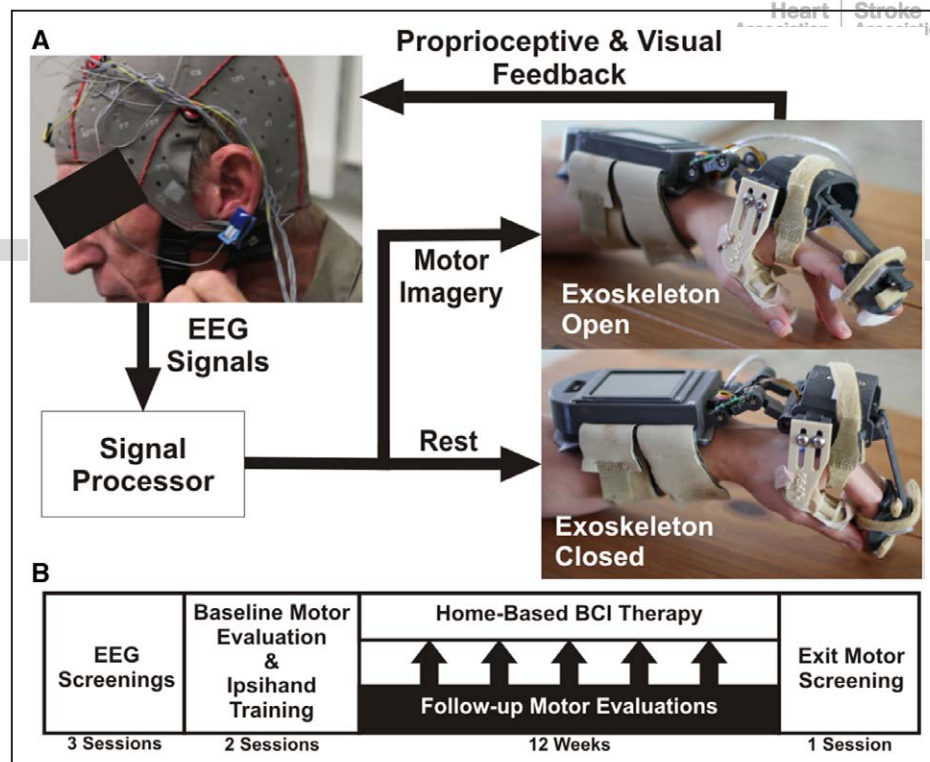 Heart | Stroke
A
Proprioceptive & Visual
Feedback
Motor
Imagery
Exoskeleton
Open
EEG
Signals
Signal
Processor
Rest
Exoskeleton
Closed
B
EEG
Screenings
3 Sessions
Baseline Motor
Evaluation
&
Ipsihand
Training
2 Sessions
Home-Based BCI Therapy
Follow-up Motor Evaluations
12 Weeks
Exit Motor
Screening
1 Session